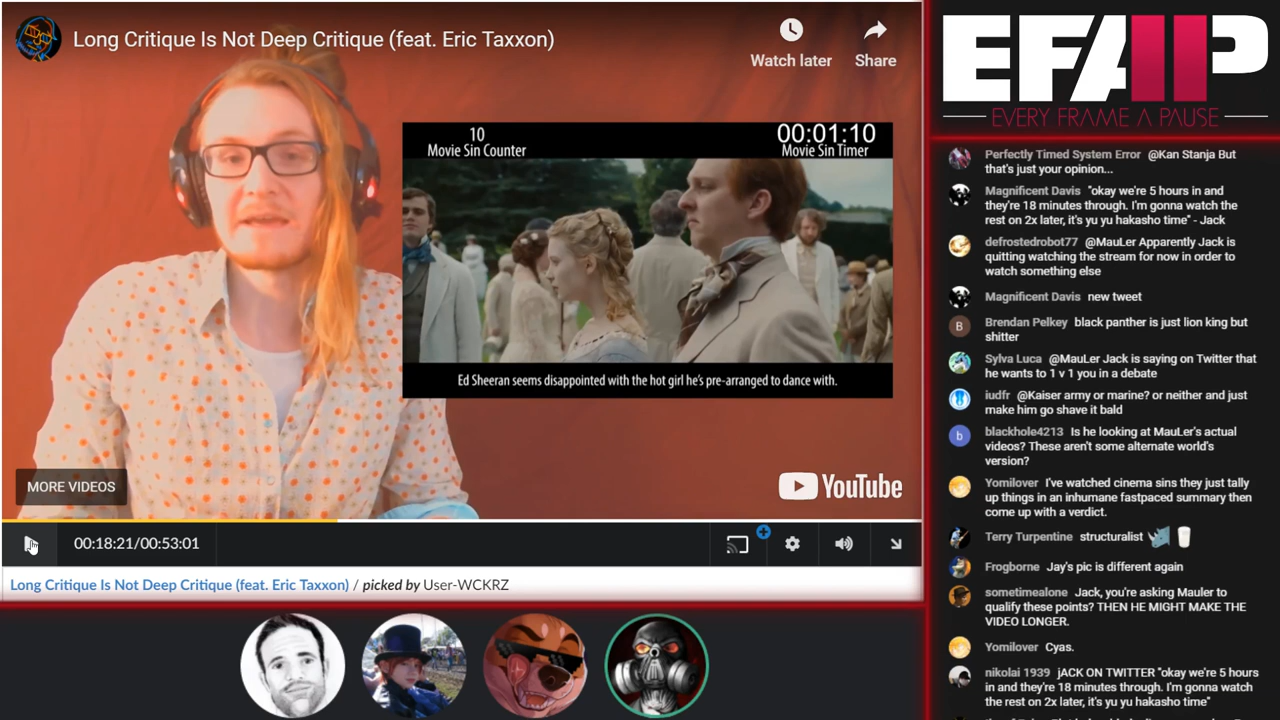 Long Critique Is Not Deep Critique (feat. Eric Taxxon)
Watch later
Share
10
Movie Sin Counter
00:01:10
Movie Sin Timer
Ed Sheeran seems disappointed with the hot girl he's pre-arranged to dance with.
MORE VIDEOS
YouTube
00:18:21/00:53:01
Long Critique Is Not Deep Critique (feat. Eric Taxxon) / picked by User-WCKRZ
EFAP
EVERY FRAME A PAUSE
Perfectly Timed System Error @Kan Stanja But
that's just your opinion...
Magnificent Davis "okay we're 5 hours in and
they're 18 minutes through. I'm gonna watch the
rest on 2x later, it's yu yu hakasho time" - Jack
defrostedrobot77 @MauLer Apparently Jack is
quitting watching the stream for now in order to
watch something else
Magnificent Davis new tweet
B
Brendan Pelkey black panther is just lion king but
shitter
Sylva Luca @MauLer Jack is saying on Twitter that
he wants to 1 v 1 you in a debate
iudfr @Kaiser army or marine? or neither and just
make him go shave it bald
b
blackhole4213 Is he looking at MauLer's actual
videos? These aren't some alternate world's
version?
Yomilover I've watched cinema sins they just tally
up things in an inhumane fastpaced summary then
come up with a verdict.
Terry Turpentine structuralist
Frogborne Jay's pic is different again
sometimealone Jack, you're asking Mauler to
qualify these points? THEN HE MIGHT MAKE THE
VIDEO LONGER.
Yomilover Cyas.
nikolai 1939 jACK ON TWITTER "okay we're 5 hours
in and they're 18 minutes through. I'm gonna watch
the rest on 2x later, it's yu yu hakasho time"